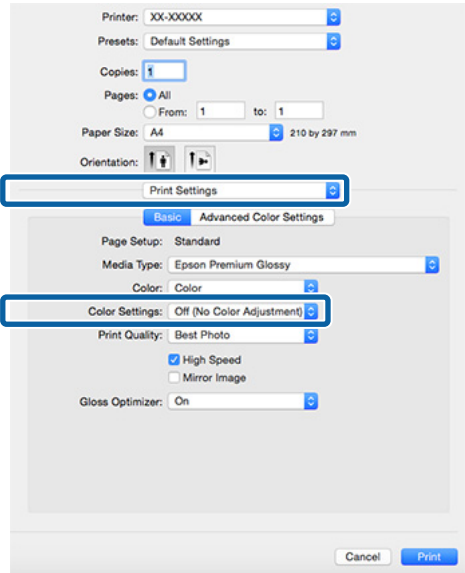 Printer: XX-XXXXX
Presets: Default Settings
Copies: 1
Pages: All
From: 1 to: 1
Paper Size: A4 210 by 297 mm
Orientation:
Print Settings
Basic Advanced Color Settings
Page Setup: Standard
Media Type: Epson Premium Glossy
Color: Color
Color Settings: Off (No Color Adjustment)
Print Quality: Best Photo
High Speed
Mirror Image
Gloss Optimizer: On
Cancel Print